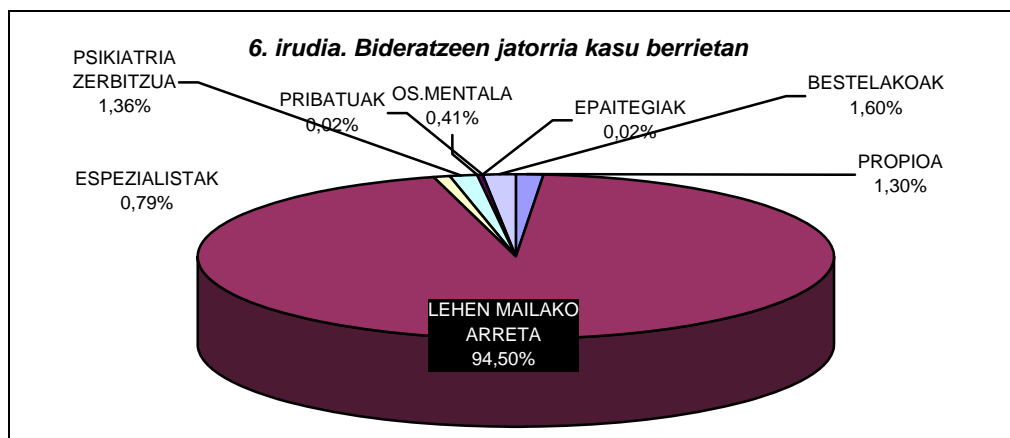 6. irudia. Bideratzeen jatorria kasu berrietan
PSIKIATRIA
ZERBITZUA
1,36%
PRIBATUAK
0,02%
OS.MENTALA
0,41%
EPAITEGIAK
0,02%
BESTELAKOAK
1,60%
PROPIOA
1,30%
ESPEZIALISTAK
0,79%
LEHEN MAILAKO
ARRETA
94,50%